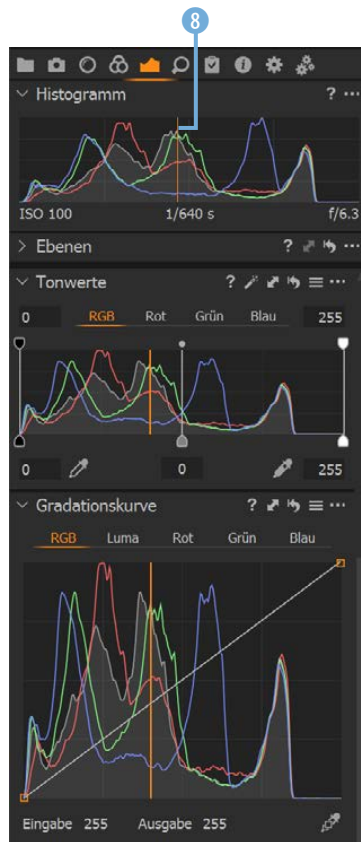 8
Histogramm ? ...
ISO 100 1/640 s f/6.3
Ebenen ?
Tonwerte ? ...
0 RGB Rot Grün Blau 255
0 0 255
Gradationskurve ? ...
RGB Luma Rot Grün Blau
Eingabe 255 Ausgabe 255